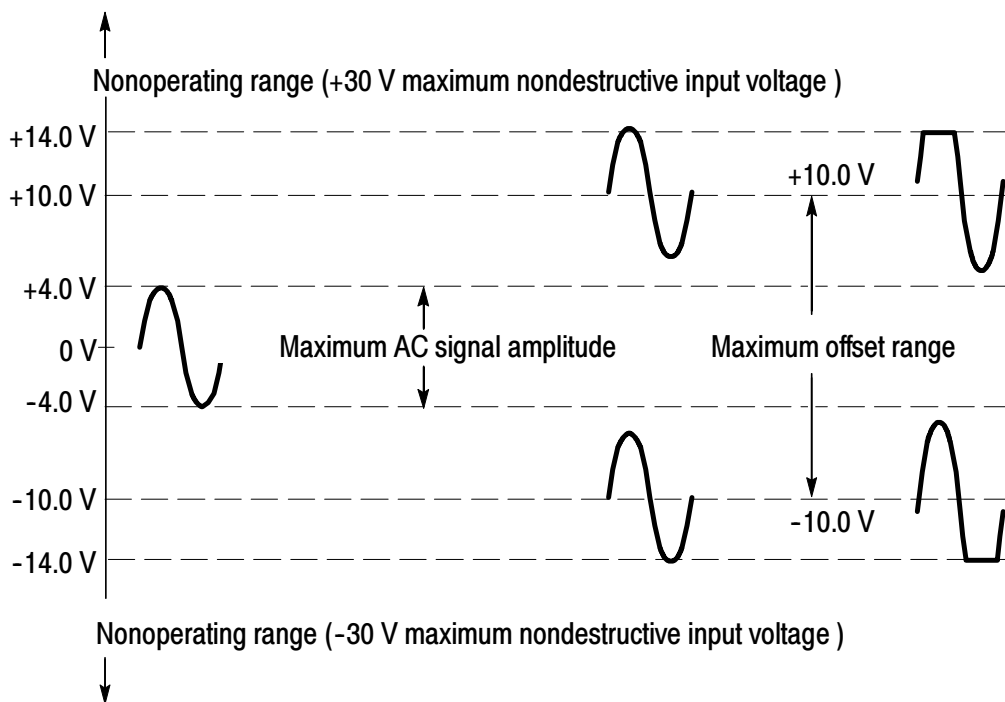 Nonoperating range (+30 V maximum nondestructive input voltage )
+14.0 V
+10.0 V
+10.0 V
+4.0 V
Maximum AC signal amplitude
Maximum offset range
0 V
-4.0 V
-10.0 V
-10.0 V
-14.0 V
Nonoperating range (-30 V maximum nondestructive input voltage )